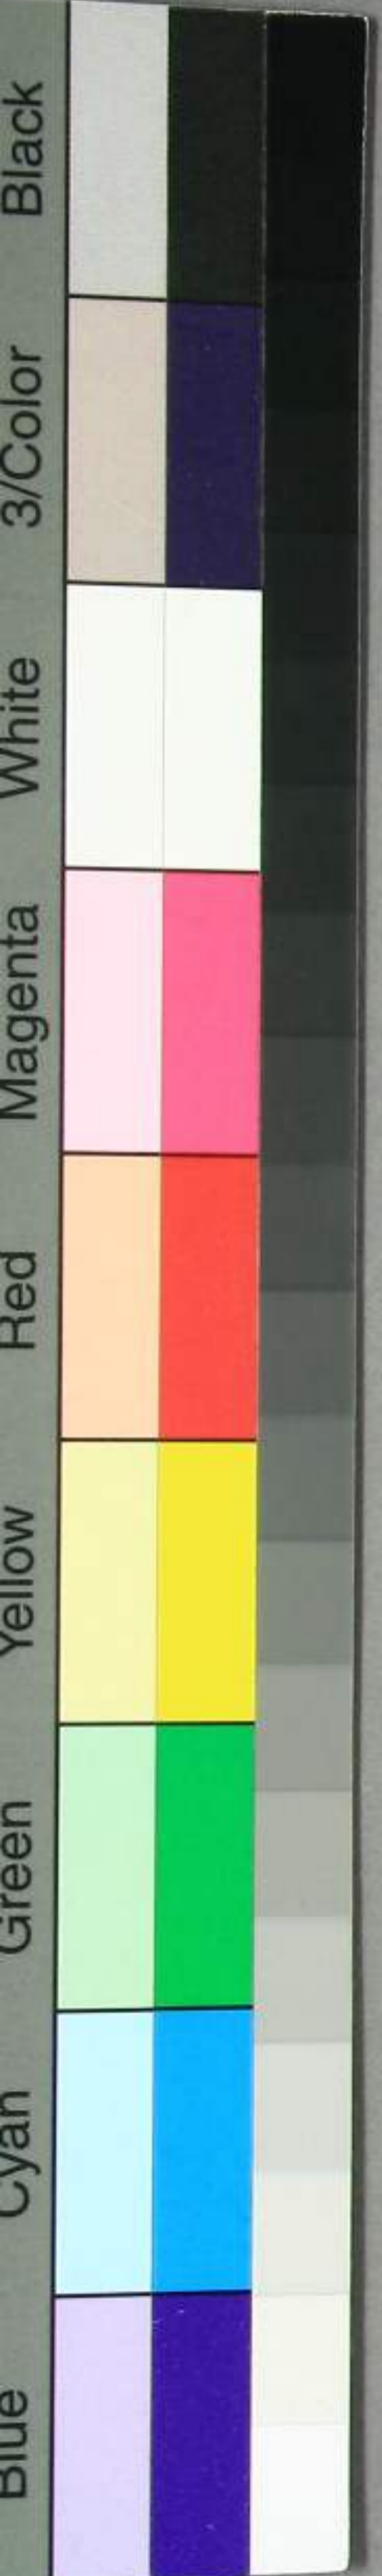 Blue
Cyan
Green
Yellow
Red
Magenta
White
3/Color
Black